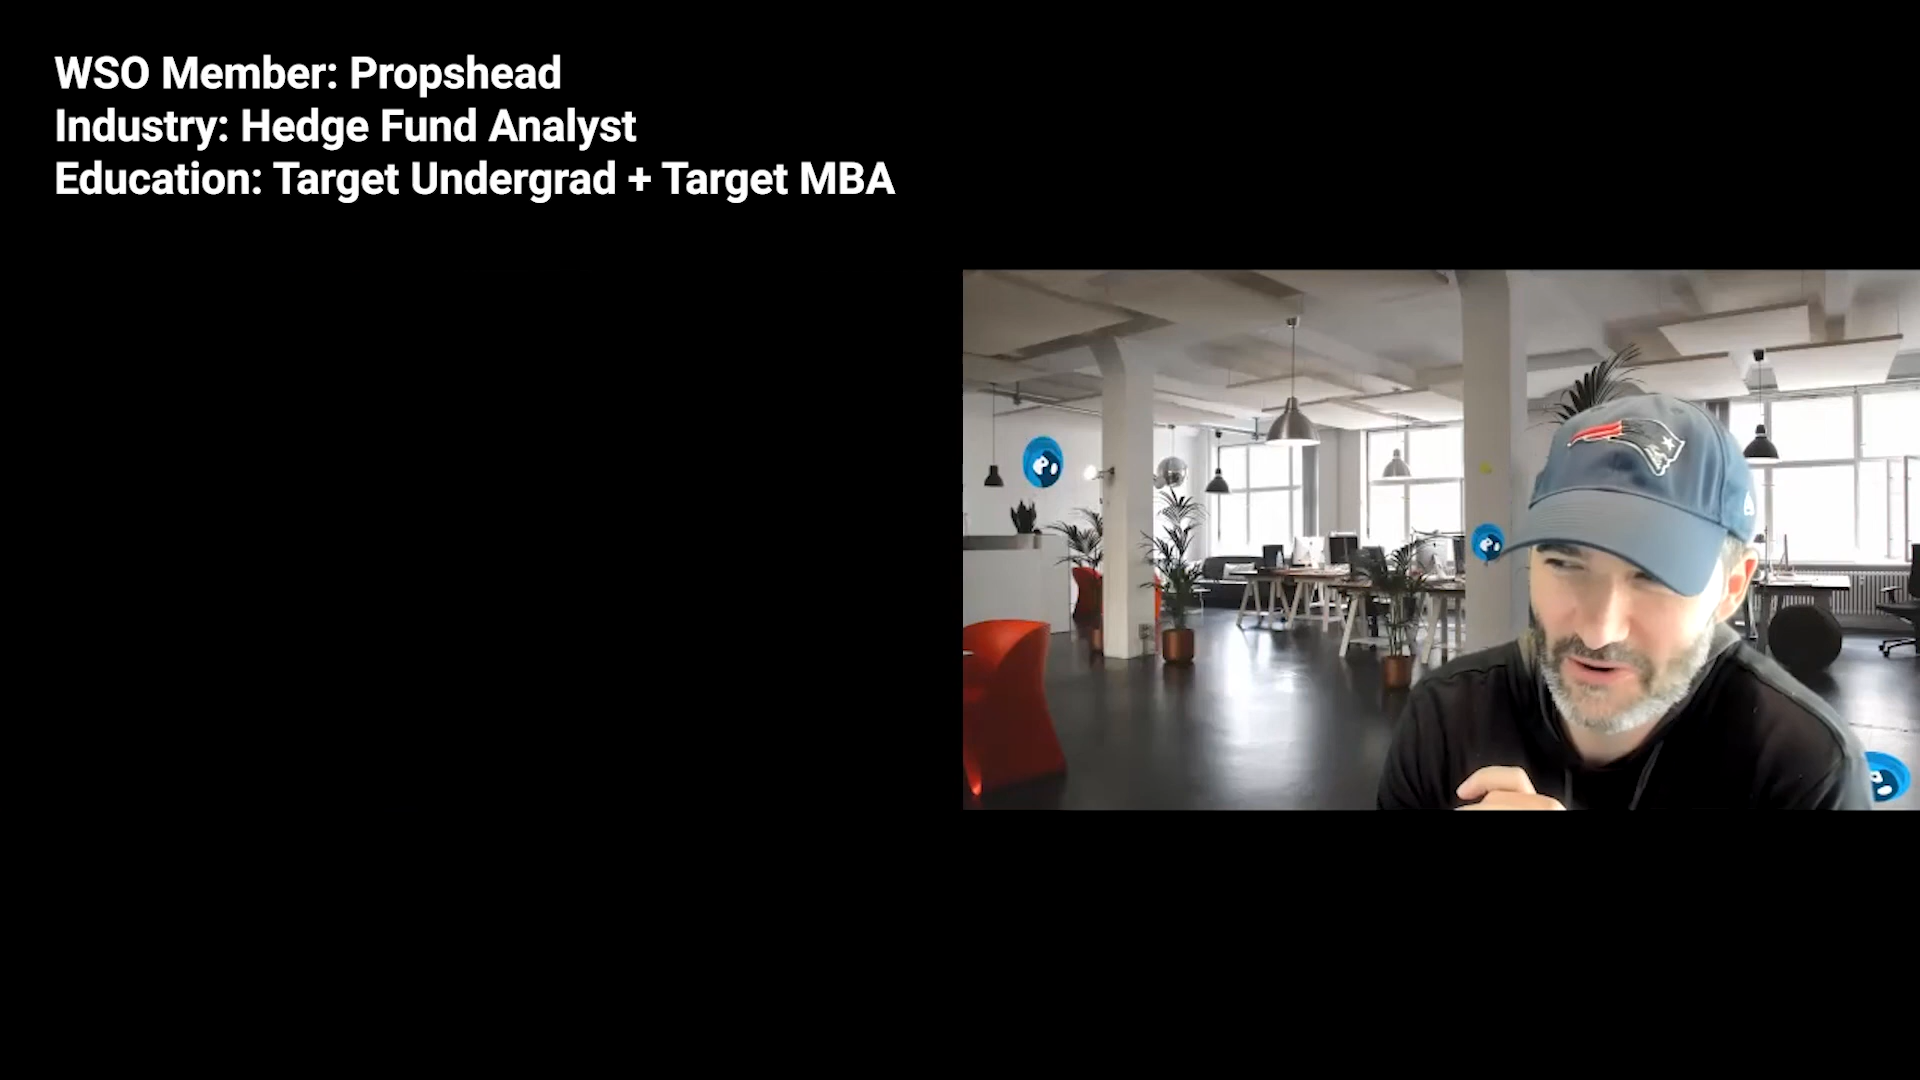 WSO Member: Propshead
Industry: Hedge Fund Analyst
Education: Target Undergrad + Target MBA